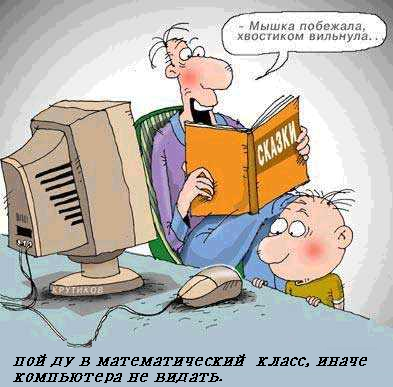 - Мышка побежала,
хвостиком вильнула...
СКАЗКИ
КРУТИКОВ
пой ду в математический класс, иначе
компьютера не видать.